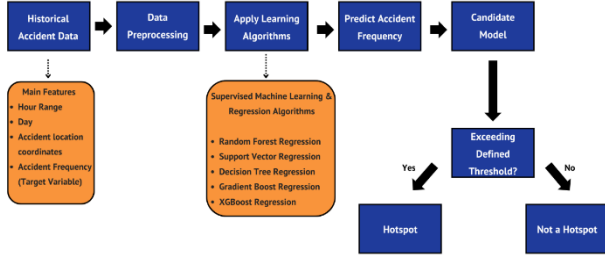 Historical
Accident Data
Data
Preprocessing
Apply Learning
Algorithms
Predict Accident
Frequency
Candidate
Model
Main Features
• Hour Range
• Day
• Accident location
coordinates
• Accident Frequency
(Target Variable)
Supervised Machine Learning &
Regression Algorithms
• Random Forest Regression
• Support Vector Regression
• Decision Tree Regression
• Gradient Boost Regression
• XGBoost Regression
Exceeding
Defined
Threshold?
Yes
No
Hotspot
Not a Hotspot